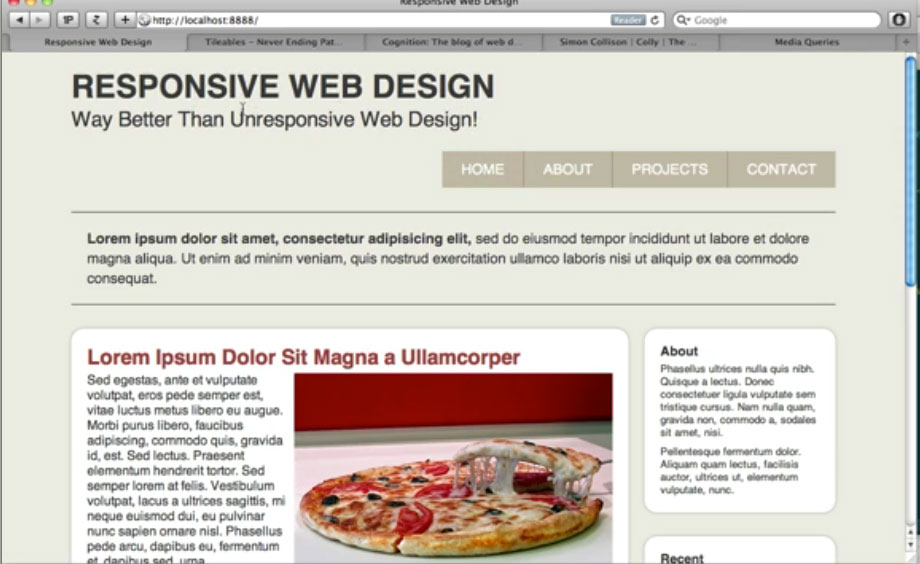 Responsive Web Design
http://localhost:8888/
Reader
Google
Responsive Web Design
Tileables – Never Ending Pat...
Cognition: The blog of web d...
Simon Collison | Colly | The ...
Media Queries
RESPONSIVE WEB DESIGN
Way Better Than Unresponsive Web Design!
HOME ABOUT PROJECTS CONTACT
Lorem ipsum dolor sit amet, consectetur adipisicing elit, sed do eiusmod tempor incididunt ut labore et dolore
magna aliqua. Ut enim ad minim veniam, quis nostrud exercitation ullamco laboris nisi ut aliquip ex ea commodo
consequat.
Lorem Ipsum Dolor Sit Magna a Ullamcorper
Sed egestas, ante et vulputate
volutpat, eros pede semper est,
vitae luctus metus libero eu augue.
Morbi purus libero, faucibus
adipiscing, commodo quis, gravida
id, est. Sed lectus. Praesent
elementum hendrerit tortor. Sed
semper lorem at felis. Vestibulum
volutpat, lacus a ultrices sagittis, mi
neque euismod dui, eu pulvinar
nunc sapien ornare nisl. Phasellus
pede arcu, dapibus eu, fermentum
et, dapibus sed, urna.
About
Phasellus ultrices nulla quis nibh.
Quisque a lectus. Donec
consectetuer ligula vulputate sem
tristique cursus. Nam nulla quam,
gravida non, commodo a, sodales
sit amet, nisi.
Pellentesque fermentum dolor.
Aliquam quam lectus, facilisis
auctor, ultrices ut, elementum
vulputate, nunc.
Recent